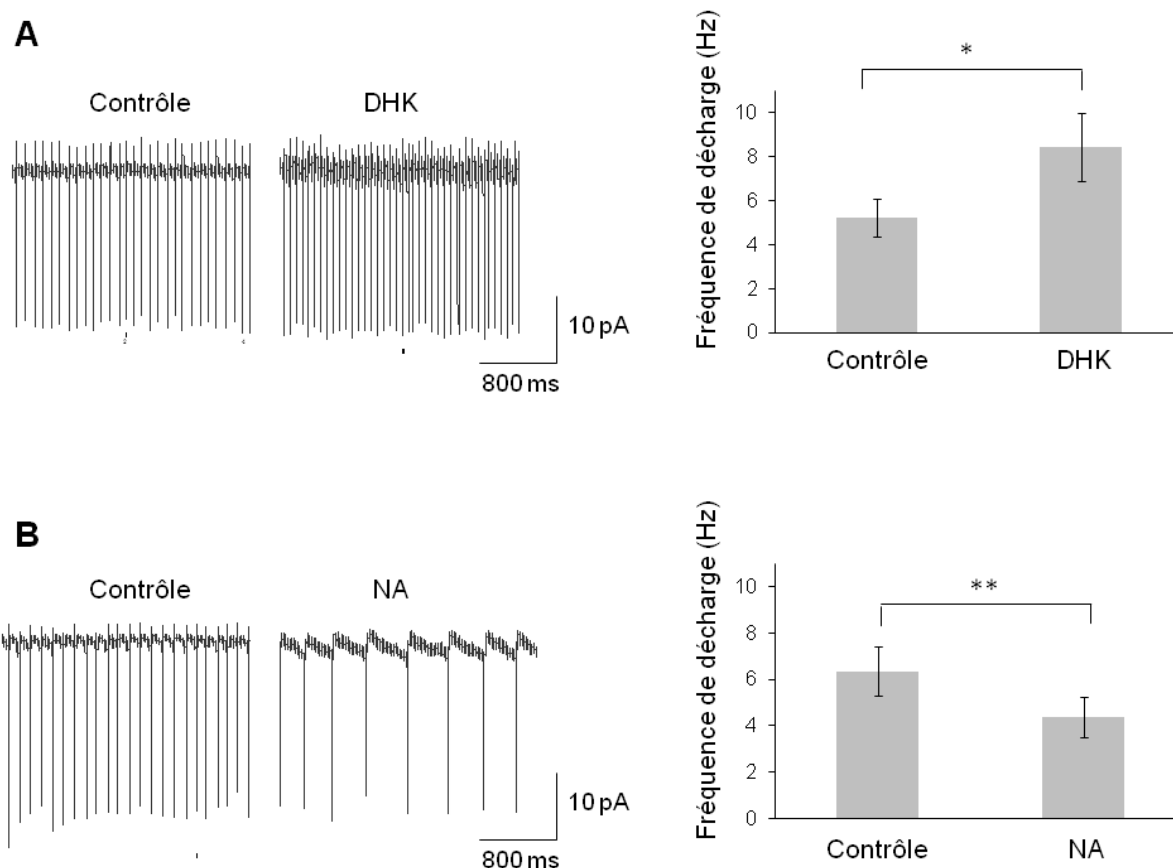 A
Contrôle
DHK
10 pA
800 ms
Fréquence de décharge (Hz)
*
10
8
6
4
2
0
Contrôle
DHK
B
Contrôle
NA
10 pA
800 ms
Fréquence de décharge (Hz)
**
10
8
6
4
2
0
Contrôle
NA